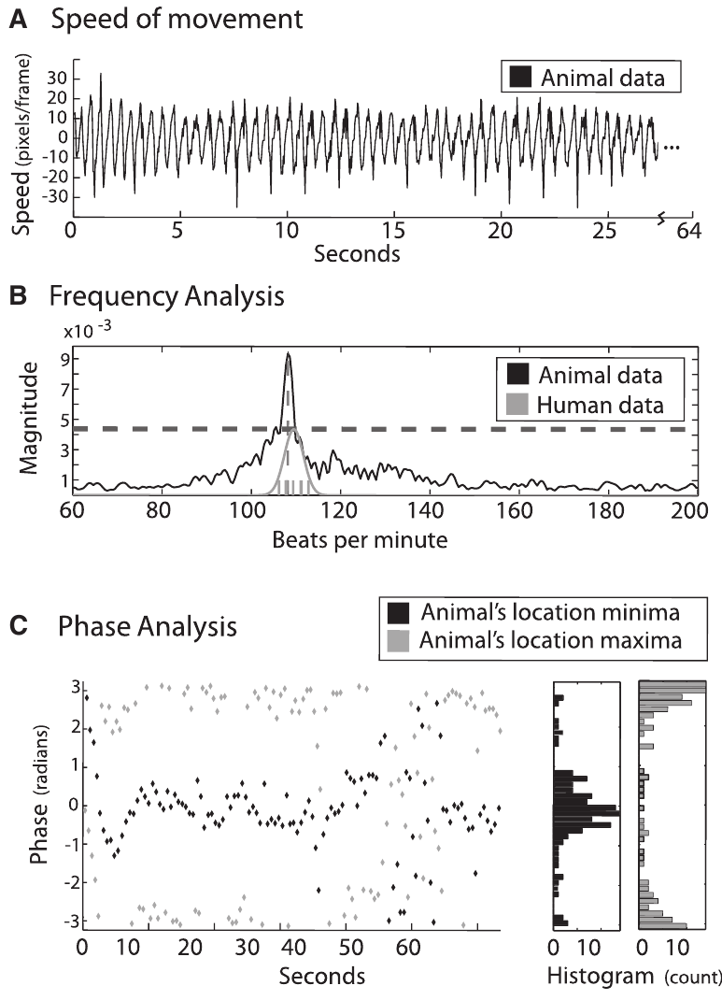 A Speed of movement
Animal data
Speed (pixels/frame)
30
20
10
0
-10
-20
-30
0 5 10 15 20 25 64
...
Seconds
B Frequency Analysis
x10 -3
Animal data
Human data
Magnitude
9
7
5
3
1
60 80 100 120 140 160 180 200
Beats per minute
C Phase Analysis
Animal's location minima
Animal's location maxima
Phase (radians)
3
2
1
0
-1
-2
-3
0 10 20 30 40 50 60
Seconds
0 10 0 10
Histogram (count)